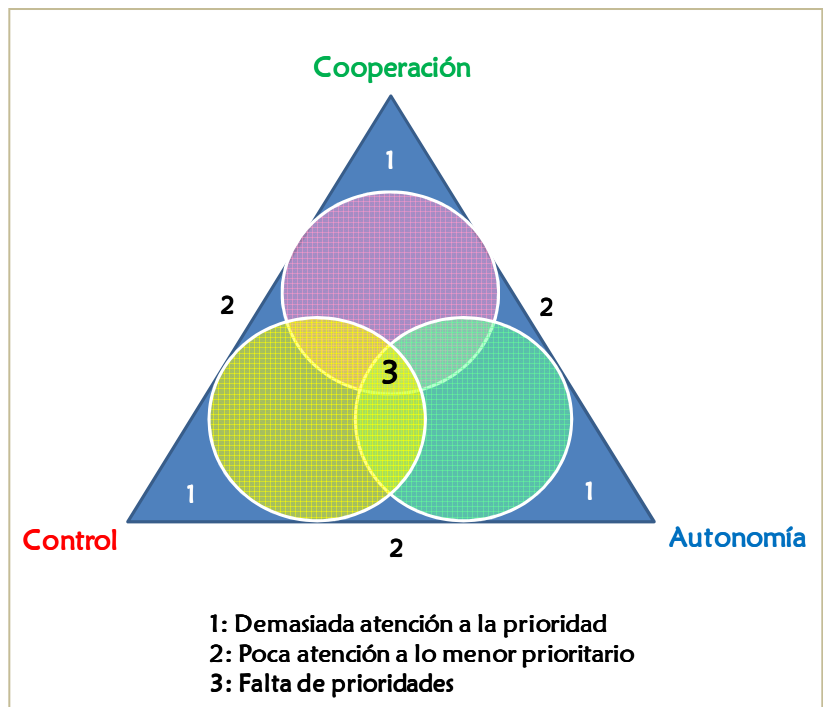 Cooperación
1
2
2
3
1
1
Control
2
Autonomía
1: Demasiada atención a la prioridad
2: Poca atención a lo menor prioritario
3: Falta de prioridades